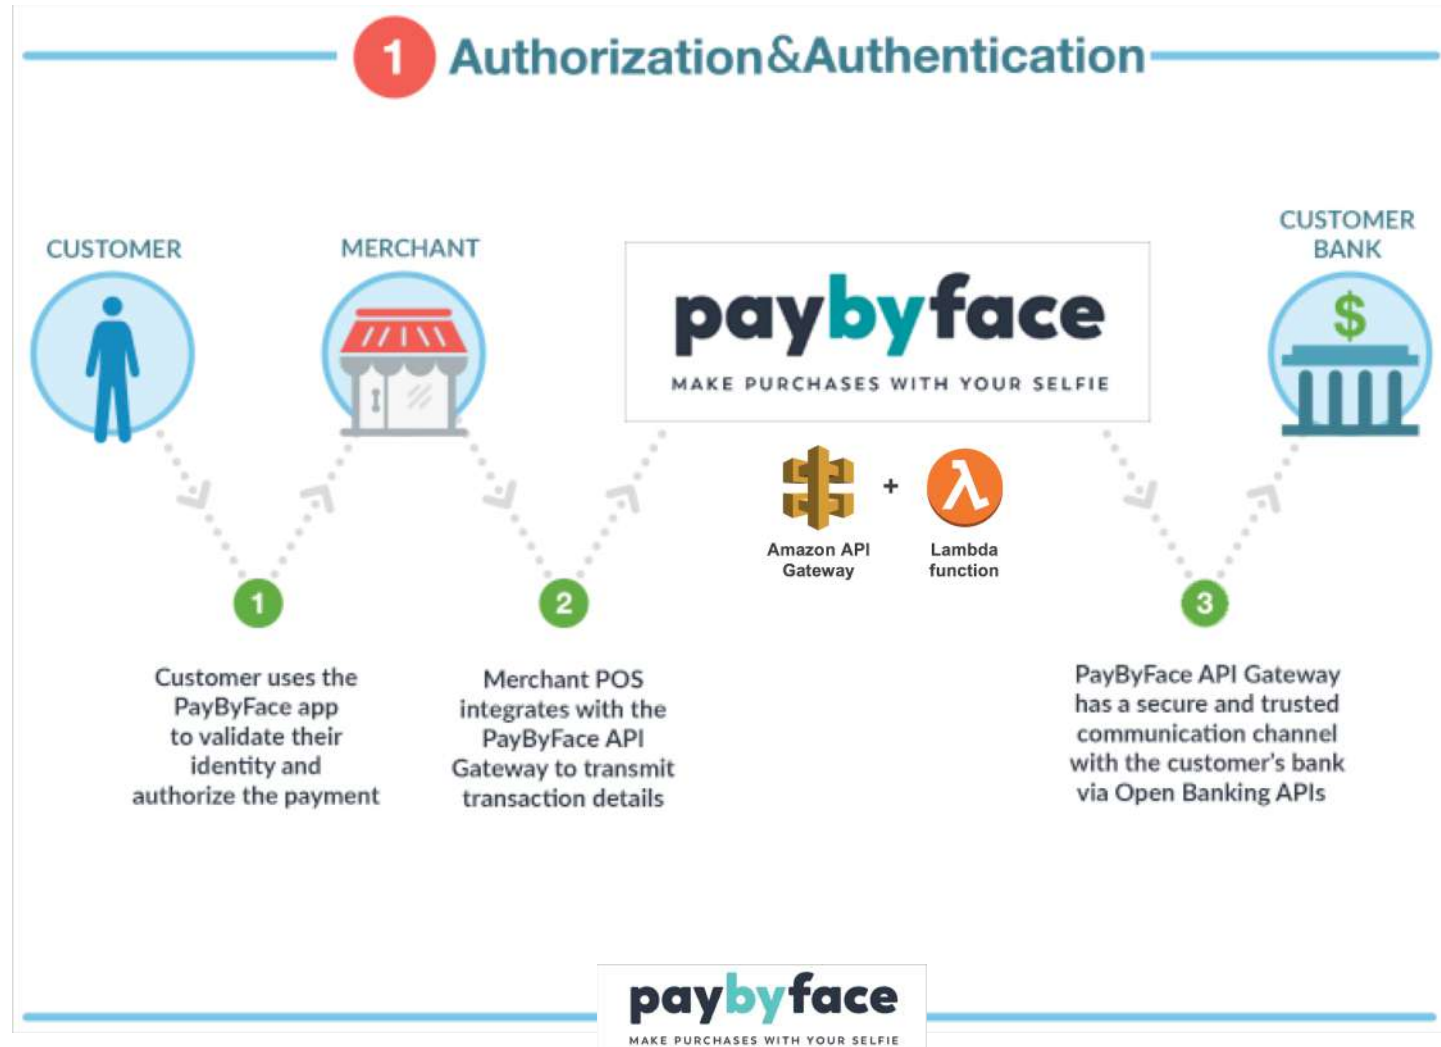 1 Authorization&Authentication
CUSTOMER
MERCHANT
CUSTOMER
BANK
$
paybyface
MAKE PURCHASES WITH YOUR SELFIE
+
λ
Amazon API
Gateway
Lambda
function
1
Customer uses the
PayByFace app
to validate their
identity and
authorize the payment
2
Merchant POS
integrates with the
PayByFace API
Gateway to transmit
transaction details
3
PayByFace API Gateway
has a secure and trusted
communication channel
with the customer's bank
via Open Banking APIs
paybyface
MAKE PURCHASES WITH YOUR SELFIE